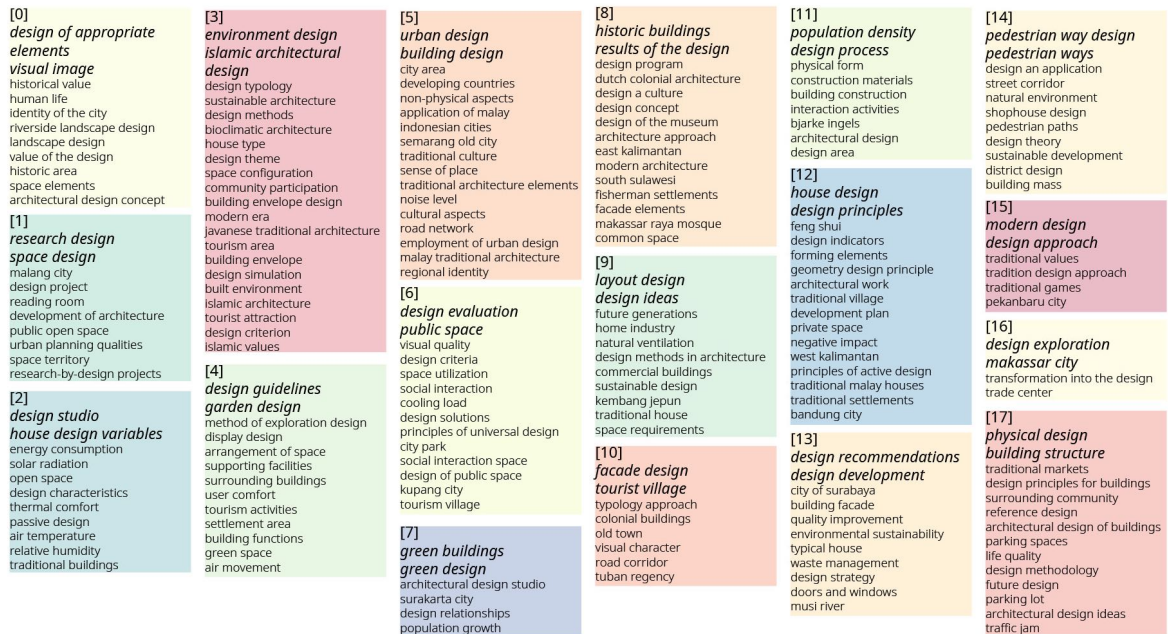 [0]
design of appropriate
elements
visual image
historical value
human life
identity of the city
riverside landscape design
landscape design
value of the design
historic area
space elements
architectural design concept
[1]
research design
space design
malang city
design project
reading room
development of architecture
public open space
urban planning qualities
space territory
research-by-design projects
[2]
design studio
house design variables
energy consumption
solar radiation
open space
design characteristics
thermal comfort
passive design
air temperature
relative humidity
traditional buildings
[3]
environment design
islamic architectural
design
design typology
sustainable architecture
design methods
bioclimatic architecture
house type
design theme
space configuration
community participation
building envelope design
modern era
javanese traditional architecture
tourism area
building envelope
design simulation
built environment
islamic architecture
tourist attraction
design criterion
islamic values
[4]
design guidelines
garden design
method of exploration design
display design
arrangement of space
supporting facilities
surrounding buildings
user comfort
tourism activities
settlement area
building functions
green space
air movement
[5]
urban design
building design
city area
developing countries
non-physical aspects
application of malay
indonesian cities
semarang old city
traditional culture
sense of place
traditional architecture elements
noise level
cultural aspects
road network
employment of urban design
malay traditional architecture
regional identity
[6]
design evaluation
public space
visual quality
design criteria
space utilization
social interaction
cooling load
design solutions
principles of universal design
city park
social interaction space
design of public space
kupang city
tourism village
[7]
green buildings
green design
architectural design studio
surakarta city
design relationships
population growth
[8]
historic buildings
results of the design
design program
dutch colonial architecture
design a culture
design concept
design of the museum
architecture approach
east kalimantan
modern architecture
south sulawesi
fisherman settlements
facade elements
makassar raya mosque
common space
[9]
layout design
design ideas
future generations
home industry
natural ventilation
design methods in architecture
commercial buildings
sustainable design
kembang jepun
traditional house
space requirements
[10]
facade design
tourist village
typology approach
colonial buildings
old town
visual character
road corridor
tuban regency
[11]
population density
design process
physical form
construction materials
building construction
interaction activities
bjarke ingels
architectural design
design area
[12]
house design
design principles
feng shui
design indicators
forming elements
geometry design principle
architectural work
traditional village
development plan
private space
negative impact
west kalimantan
principles of active design
traditional malay houses
traditional settlements
bandung city
[13]
design recommendations
design development
city of surabaya
building facade
quality improvement
environmental sustainability
typical house
waste management
design strategy
doors and windows
musi river
[14]
pedestrian way design
pedestrian ways
design an application
street corridor
natural environment
shophouse design
pedestrian paths
design theory
sustainable development
district design
building mass
[15]
modern design
design approach
traditional values
tradition design approach
traditional games
pekanbaru city
[16]
design exploration
makassar city
transformation into the design
trade center
[17]
physical design
building structure
traditional markets
design principles for buildings
surrounding community
reference design
architectural design of buildings
parking spaces
life quality
design methodology
future design
parking lot
architectural design ideas
traffic jam